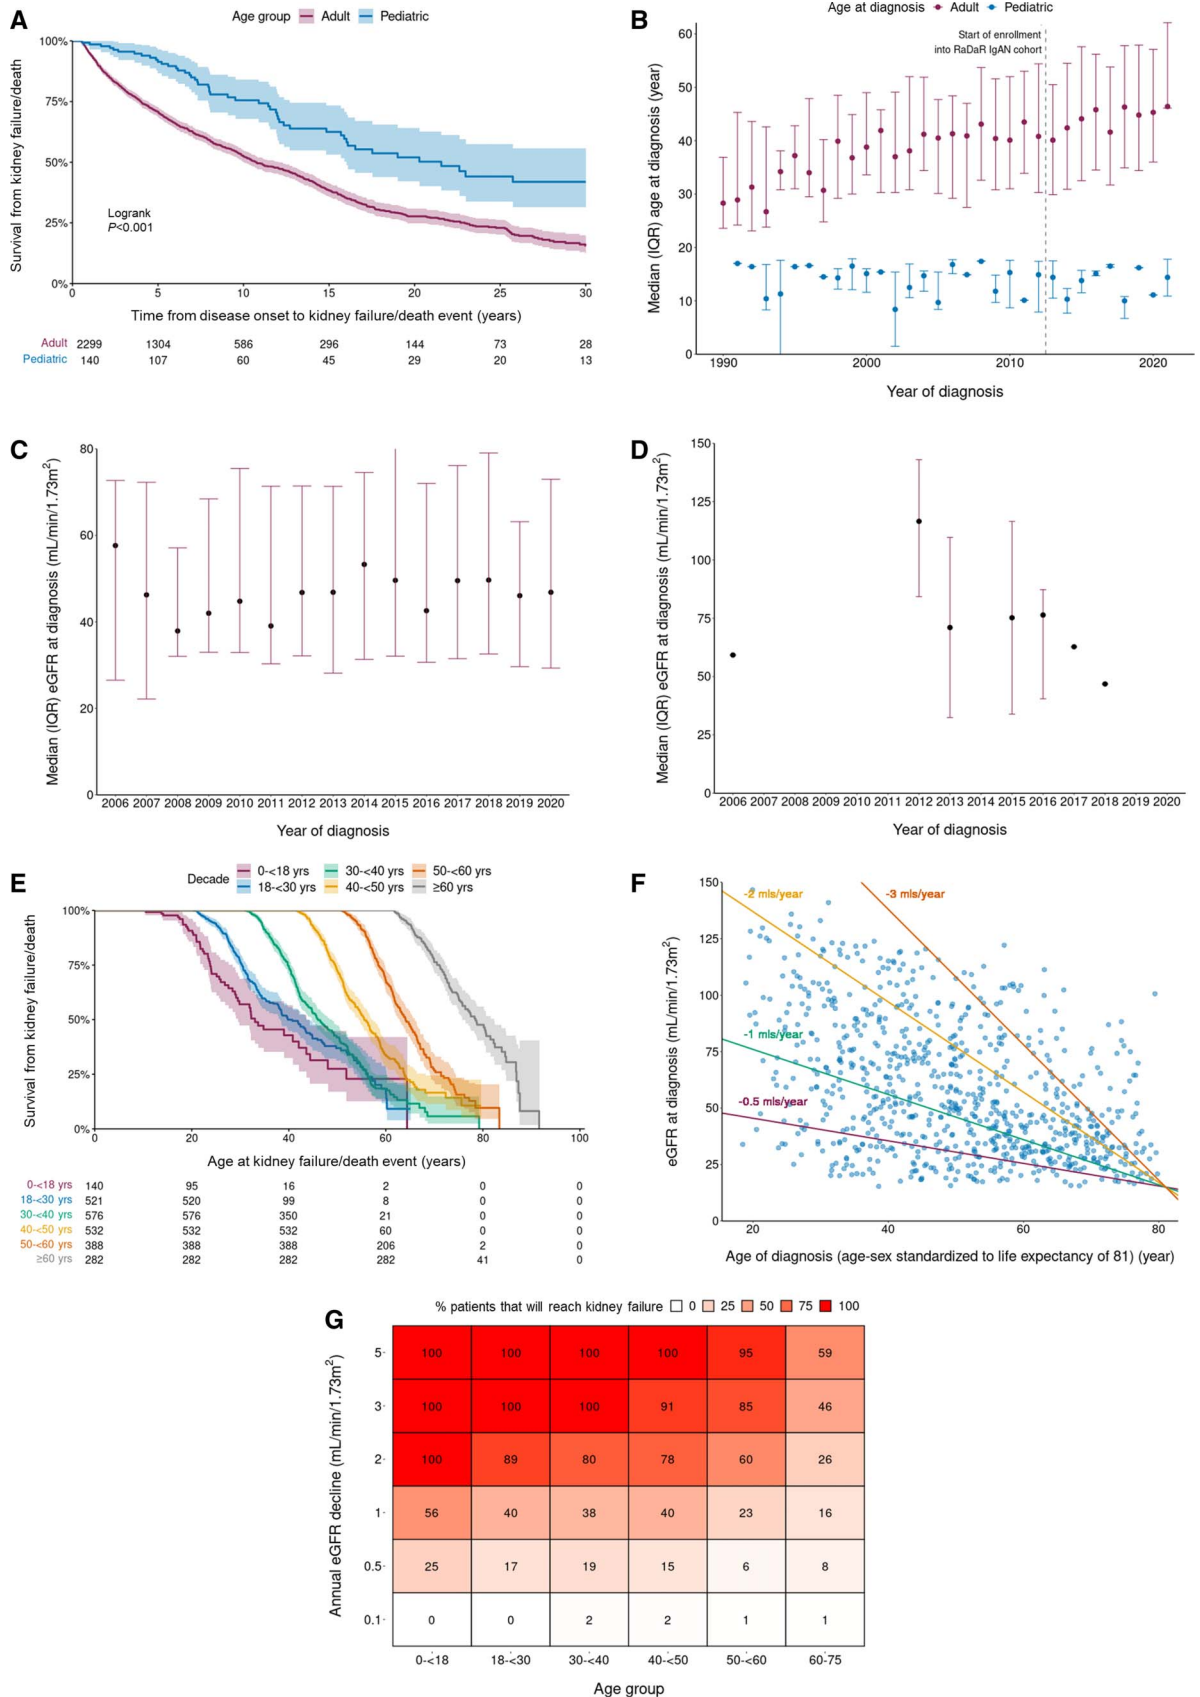 A
Age group Adult Pediatric
100%
75%
50%
25%
0%
Survival from kidney failure/death
Logrank
P<0.001
0 5 10 15 20 25 30
Time from disease onset to kidney failure/death event (years)
Adult 2299 1304 586 296 144 73 28
Pediatric 140 107 60 45 29 20 13
B
Age at diagnosis Adult Pediatric
Start of enrollment
into RaDaR IgAN cohort
60
50
40
30
20
10
0
Median (IQR) age at diagnosis (year)
1990 2000 2010 2020
Year of diagnosis
C
80
60
40
20
0
Median (IQR) eGFR at diagnosis (mL/min/1.73m²)
2006 2007 2008 2009 2010 2011 2012 2013 2014 2015 2016 2017 2018 2019 2020
Year of diagnosis
D
150
125
100
75
50
25
0
Median (IQR) eGFR at diagnosis (mL/min/1.73m²)
2006 2007 2008 2009 2010 2011 2012 2013 2014 2015 2016 2017 2018 2019 2020
Year of diagnosis
E
Decade 0-<18 yrs 30-<40 yrs 50-<60 yrs
18-<30 yrs 40-<50 yrs ≥60 yrs
100%
75%
50%
25%
0%
Survival from kidney failure/death
0 20 40 60 80 100
Age at kidney failure/death event (years)
0-<18 yrs 140 95 16 2 0 0
18-<30 yrs 521 520 99 8 0 0
30-<40 yrs 576 576 350 21 0 0
40-<50 yrs 532 532 532 60 0 0
50-<60 yrs 388 388 388 206 2 0
≥60 yrs 282 282 282 282 41 0
F
150
125
100
75
50
25
0
eGFR at diagnosis (mL/min/1.73m²)
-2 mls/year
-3 mls/year
-1 mls/year
-0.5 mls/year
20 40 60 80
Age of diagnosis (age-sex standardized to life expectancy of 81) (year)
G
% patients that will reach kidney failure 0 25 50 75 100
Annual eGFR decline (mL/min/1.73m²)
5 100 100 100 100 95 59
3 100 100 100 91 85 46
2 100 89 80 78 60 26
1 56 40 38 40 23 16
0.5 25 17 19 15 6 8
0.1 0 0 2 2 1 1
0-<18 18-<30 30-<40 40-<50 50-<60 60-75
Age group